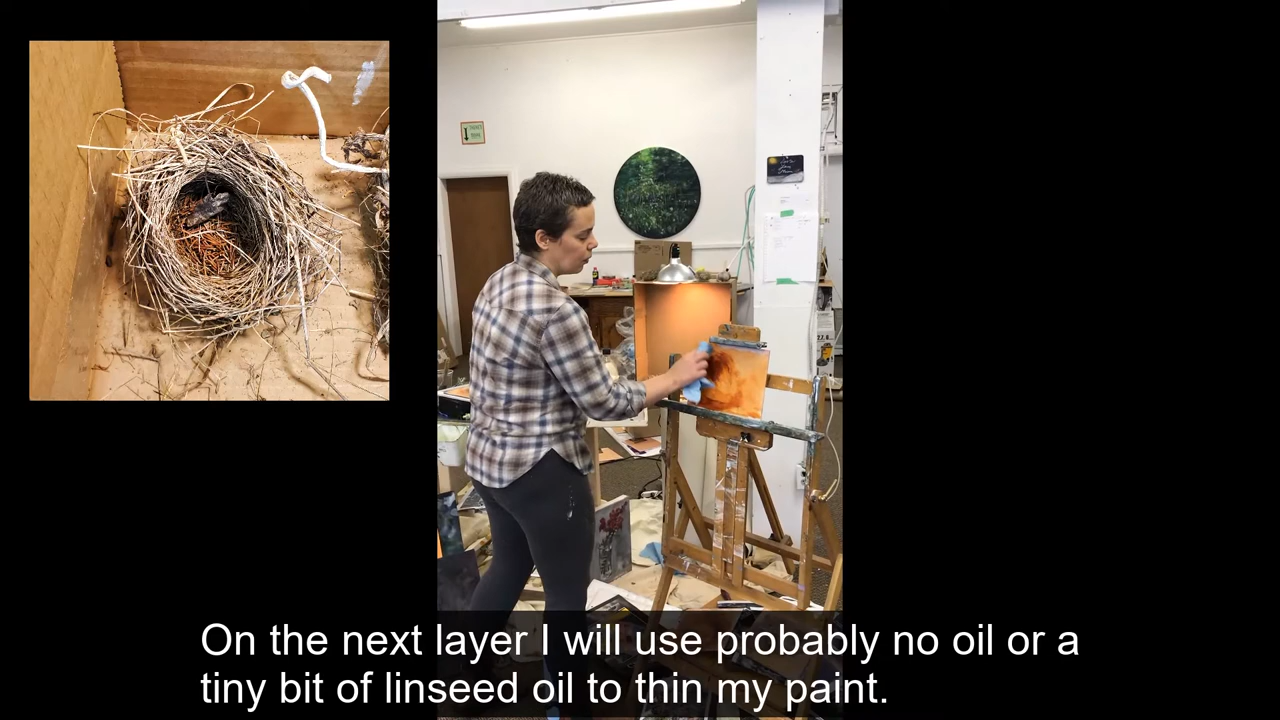 On the next layer I will use probably no oil or a
tiny bit of linseed oil to thin my paint.